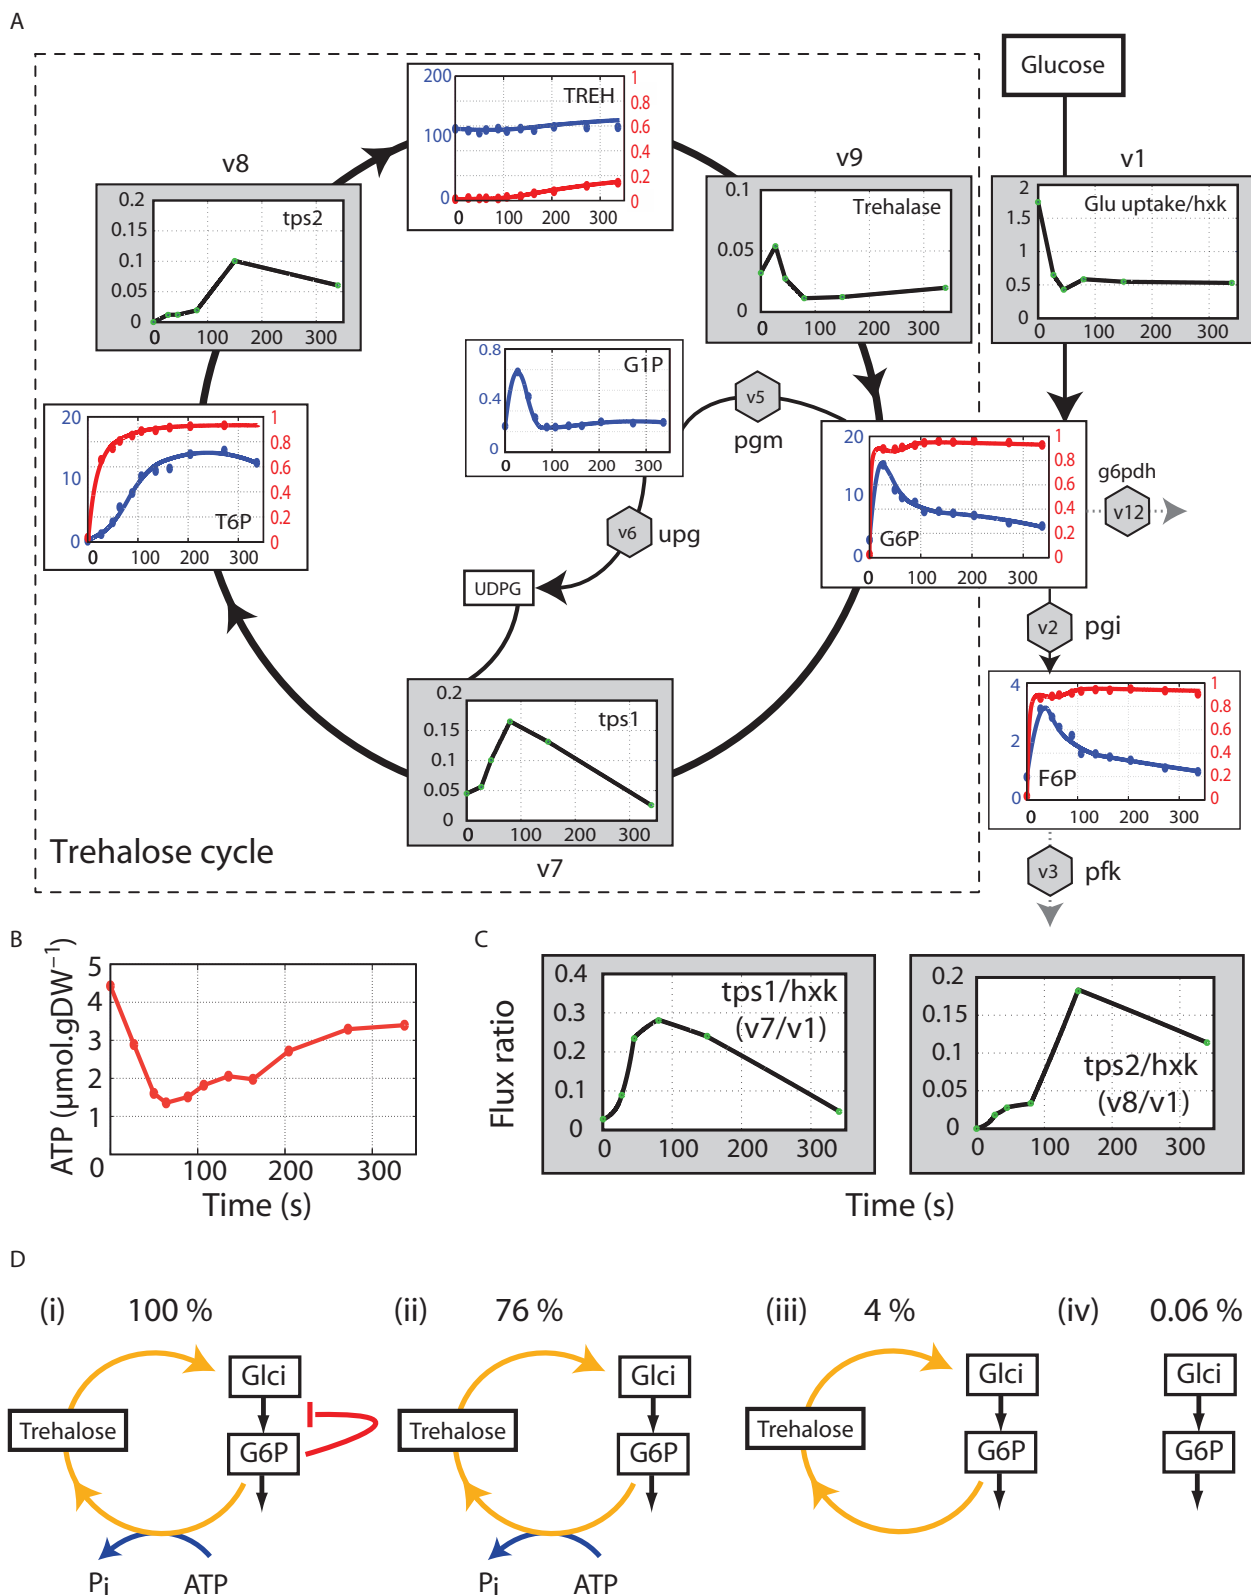 A
Glucose
200
100
0
TREH
1
0.8
0.6
0.4
0.2
0
0 100 200 300
v8
0.2
0.15
0.1
0.05
0
tps2
0 100 200 300
v9
0.1
0.05
0
Trehalase
0 100 200 300
v1
2
1.5
1
0.5
0
Glu uptake/hxk
0 100 200 300
0.8
0.4
0
G1P
0 100 200 300
v5
pgm
20
10
0
T6P
1
0.8
0.6
0.4
0.2
0
0 100 200 300
20
10
0
G6P
1
0.8
0.6
0.4
0.2
0
0 100 200 300
g6pdh
v12
v6 upg
UDPG
v2 pgi
0.2
0.15
0.1
0.05
0
tps1
0 100 200 300
v7
4
2
0
F6P
1
0.8
0.6
0.4
0.2
0
0 100 200 300
Trehalose cycle
v3 pfk
B
ATP (µmol.gDW⁻¹)
5
4
3
2
1
0 100 200 300
Time (s)
C
Flux ratio
0.4
0.3
0.2
0.1
0
tps1/hxk
(v7/v1)
0 100 200 300
0.2
0.15
0.1
0.05
0
tps2/hxk
(v8/v1)
0 100 200 300
Time (s)
D
(i) 100 %
Glci
Trehalose
G6P
Pi ATP
(ii) 76 %
Glci
Trehalose
G6P
Pi ATP
(iii) 4 %
Glci
Trehalose
G6P
(iv) 0.06 %
Glci
G6P